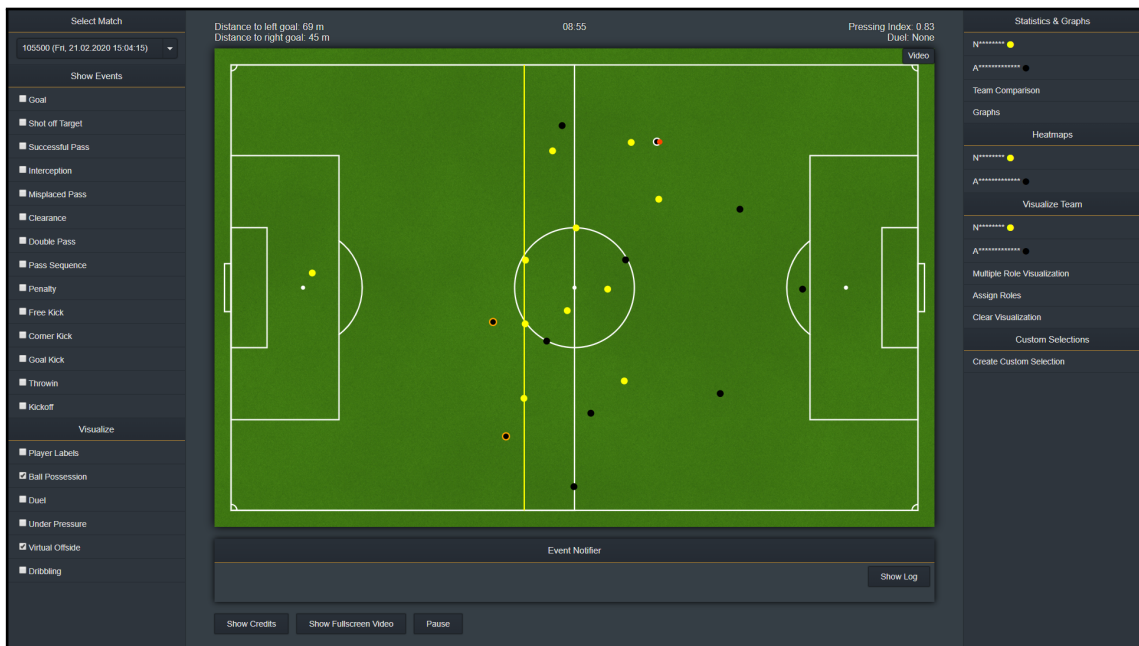 Select Match
105500 (Fri, 21.02.2020 15:04:15)
Show Events
Goal
Shot off Target
Successful Pass
Interception
Misplaced Pass
Clearance
Double Pass
Pass Sequence
Penalty
Free Kick
Corner Kick
Goal Kick
Throwin
Kickoff
Visualize
Player Labels
Ball Possession
Duel
Under Pressure
Virtual Offside
Dribbling
Distance to left goal: 69 m
Distance to right goal: 45 m
08:55
Pressing Index: 0.83
Duel: None
Video
Event Notifier
Show Log
Show Credits
Show Fullscreen Video
Pause
Statistics & Graphs
N********
A*************
Team Comparison
Graphs
Heatmaps
N********
A*************
Visualize Team
N********
A*************
Multiple Role Visualization
Assign Roles
Clear Visualization
Custom Selections
Create Custom Selection